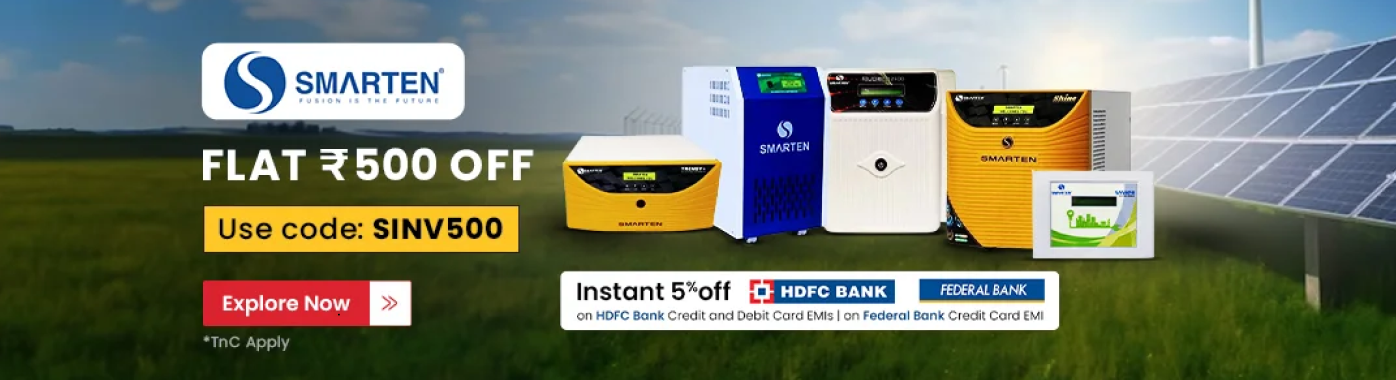 SMARTEN®
FUSION IS THE FUTURE
FLAT ₹500 OFF
Use code: SINV500
Explore Now
*TnC Apply
SMARTEN
SMARTEN
Shine
SMARTEN
Instant 5%off
HDFC BANK
FEDERAL BANK
on HDFC Bank Credit and Debit Card EMIs | on Federal Bank Credit Card EMI